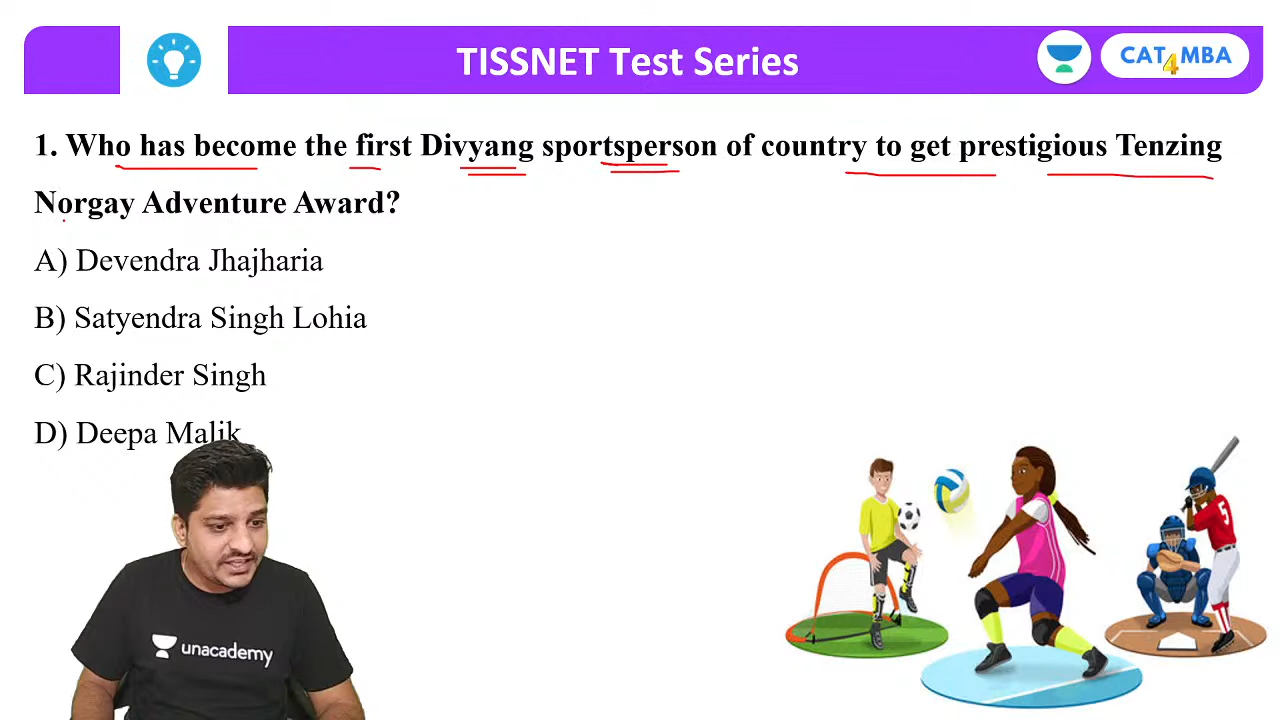 TISSNET Test Series
CAT4MBA
1. Who has become the first Divyang sportsperson of country to get prestigious Tenzing
Norgay Adventure Award?
A) Devendra Jhajharia
B) Satyendra Singh Lohia
C) Rajinder Singh
D) Deepa Malik
unacademy
5